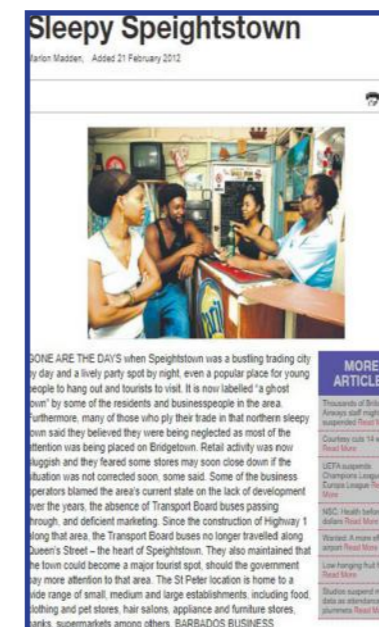 Sleepy Speightstown
Marlon Madden, Added 21 February 2012
GONE ARE THE DAYS when Speightstown was a bustling trading city
by day and a lively party spot by night, even a popular place for young
people to hang out and tourists to visit. It is now labelled "a ghost
town" by some of the residents and businesspeople in the area.
Furthermore, many of those who ply their trade in that northern sleepy
town said they believed they were being neglected as most of the
attention was being placed on Bridgetown. Retail activity was now
sluggish and they feared some stores may soon close down if the
situation was not corrected soon, some said. Some of the business
operators blamed the area's current state on the lack of development
over the years, the absence of Transport Board buses passing
through, and deficient marketing. Since the construction of Highway 1
along that area, the Transport Board buses no longer travelled along
Queen's Street – the heart of Speightstown. They also maintained that
the town could become a major tourist spot, should the government
pay more attention to that area. The St Peter location is home to a
wide range of small, medium and large establishments, including food,
clothing and pet stores, hair salons, appliance and furniture stores,
banks, supermarkets among others. BARBADOS BUSINESS
MORE
ARTICLE
Thousands of British
Airways staff might
suspended Read
Courtesy cuts 14
Read More
UEFA suspends
Champions League
Europa League
More
NSC: Health before
dollars Read More
Wanted: A more
airport Read More
Low hanging fruit
Read More
Studios suspend
data as attendance
plummets Read